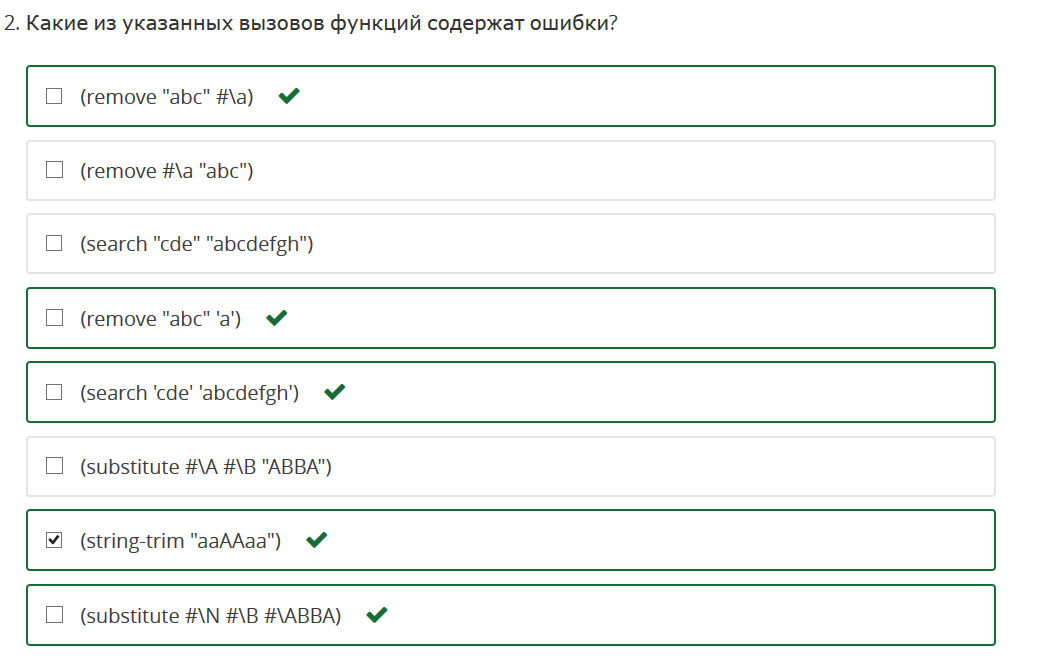 2. Какие из указанных вызовов функций содержат ошибки?
(remove "abc" #\a)
(remove #\a "abc")
(search "cde" "abcdefgh")
(remove "abc" 'a')
(search 'cde' 'abcdefgh')
(substitute #\A #\B "ABBA")
(string-trim "aaAAaa")
(substitute #\N #\B #\ABBA)